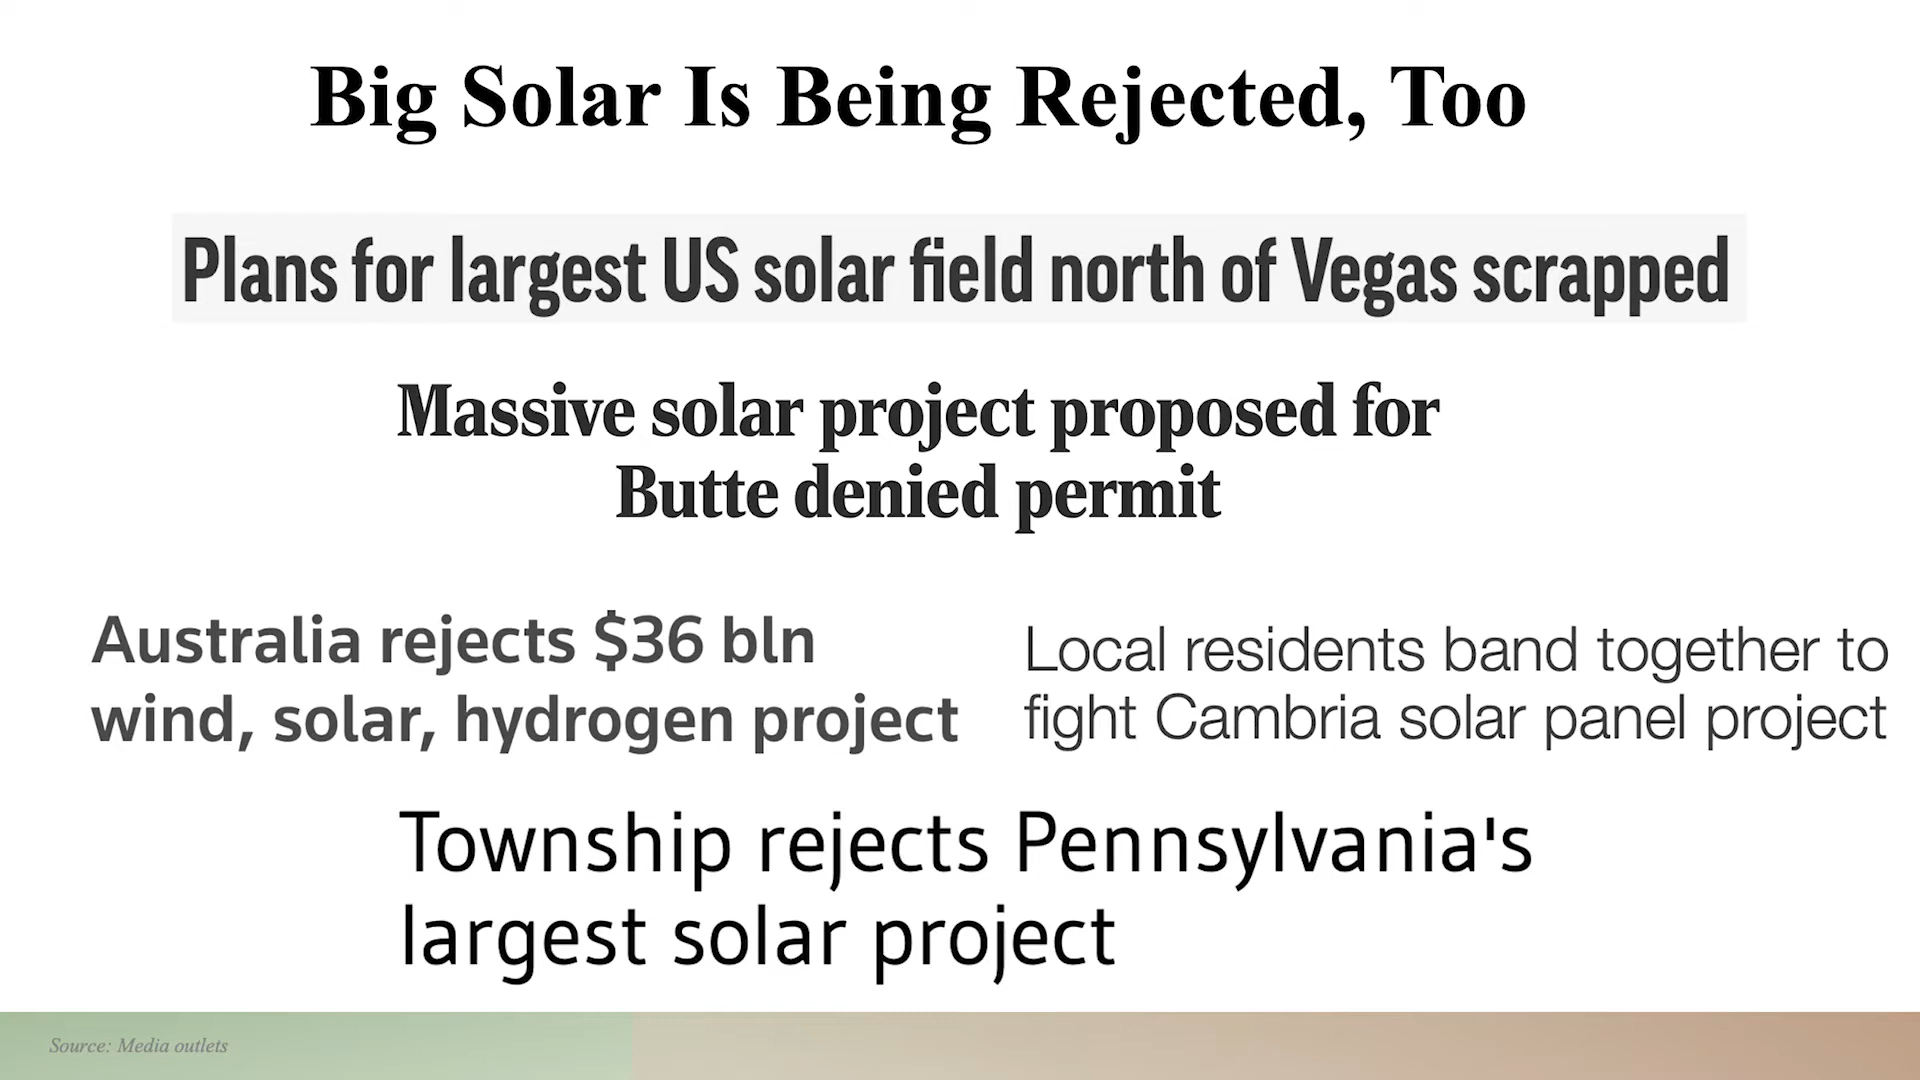 Big Solar Is Being Rejected, Too
Plans for largest US solar field north of Vegas scrapped
Massive solar project proposed for
Butte denied permit
Australia rejects $36 bln
wind, solar, hydrogen project
Local residents band together to
fight Cambria solar panel project
Township rejects Pennsylvania's
largest solar project
Source: Media outlets